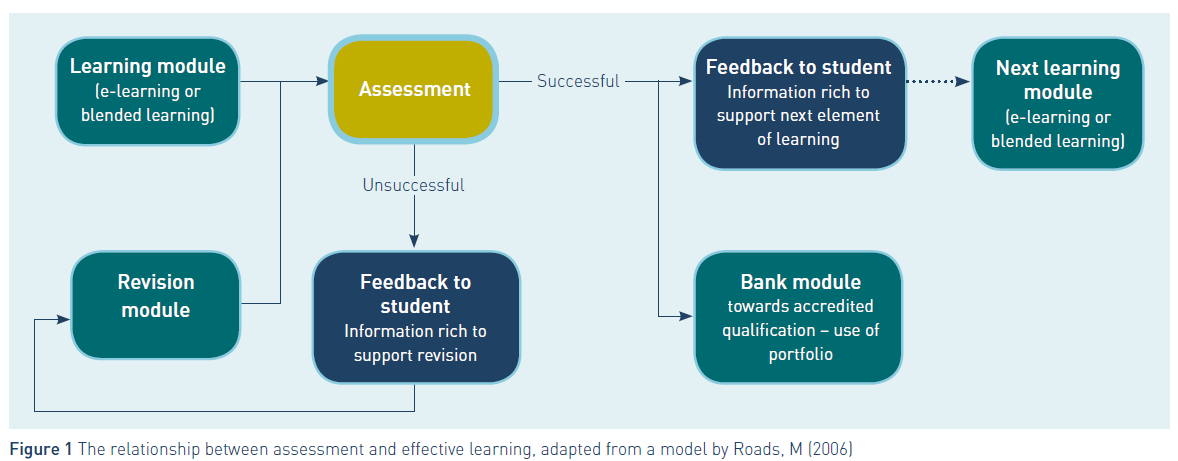 Learning module
(e-learning or
blended learning)
Assessment
Successful
Feedback to student
Information rich to
support next element
of learning
Next learning
module
(e-learning or
blended learning)
Unsuccessful
Revision
module
Feedback to
student
Information rich to
support revision
Bank module
towards accredited
qualification – use of
portfolio
Figure 1 The relationship between assessment and effective learning, adapted from a model by Roads, M (2006)